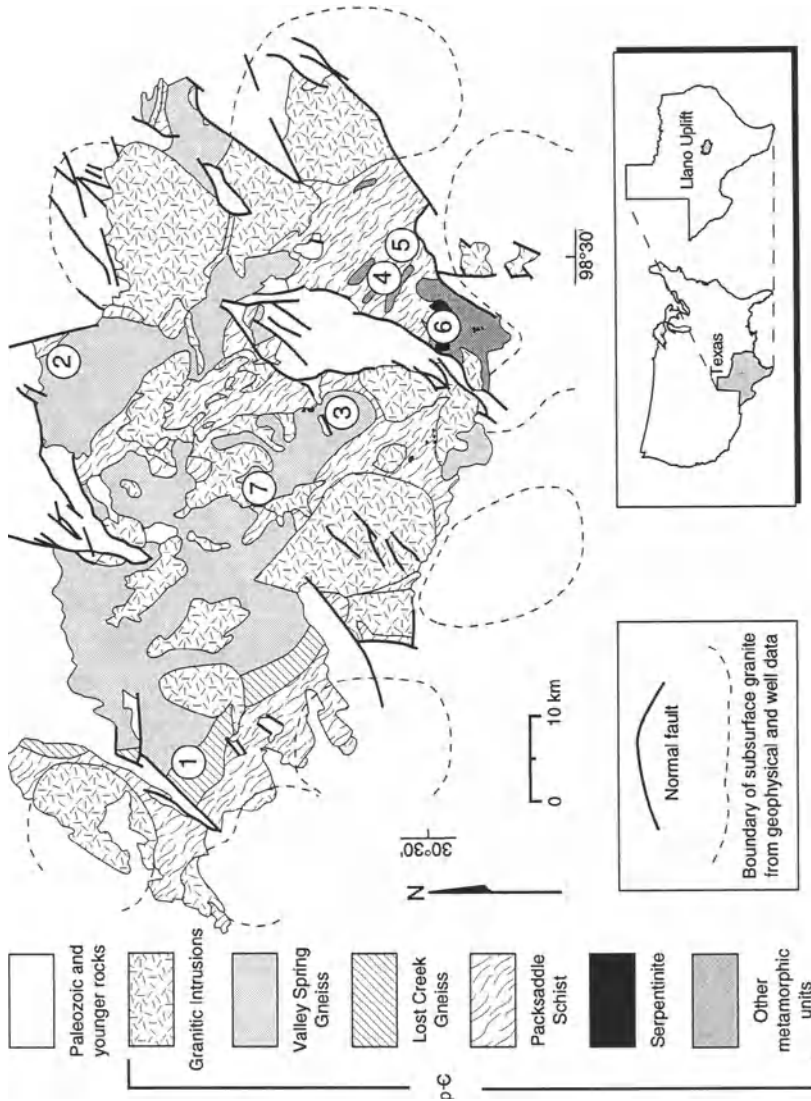 Paleozoic and
younger rocks
Granitic Intrusions
Valley Spring
Gneiss
Lost Creek
Gneiss
Packsaddle
Schist
Serpentinite
Other
metamorphic
units
p-Є
N
30°30'
98°30'
0
10 km
1
2
3
4
5
6
7
Normal fault
Boundary of subsurface granite
from geophysical and well data
Texas
Llano Uplift